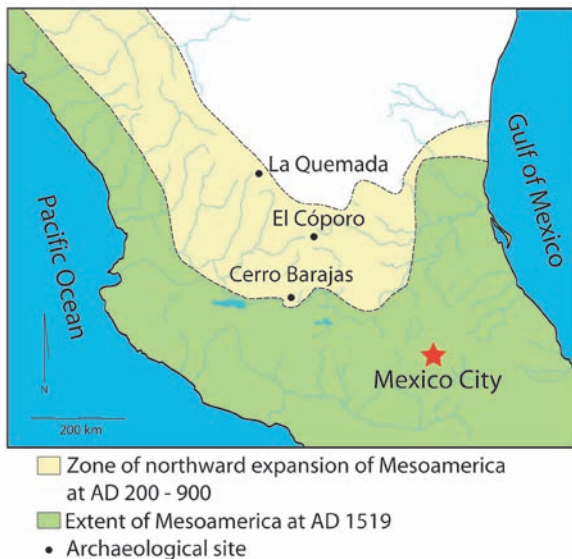 La Quemada
El Cóporo
Cerro Barajas
Pacific Ocean
Gulf of Mexico
Mexico City
N
200 km
Zone of northward expansion of Mesoamerica
at AD 200 - 900
Extent of Mesoamerica at AD 1519
Archaeological site